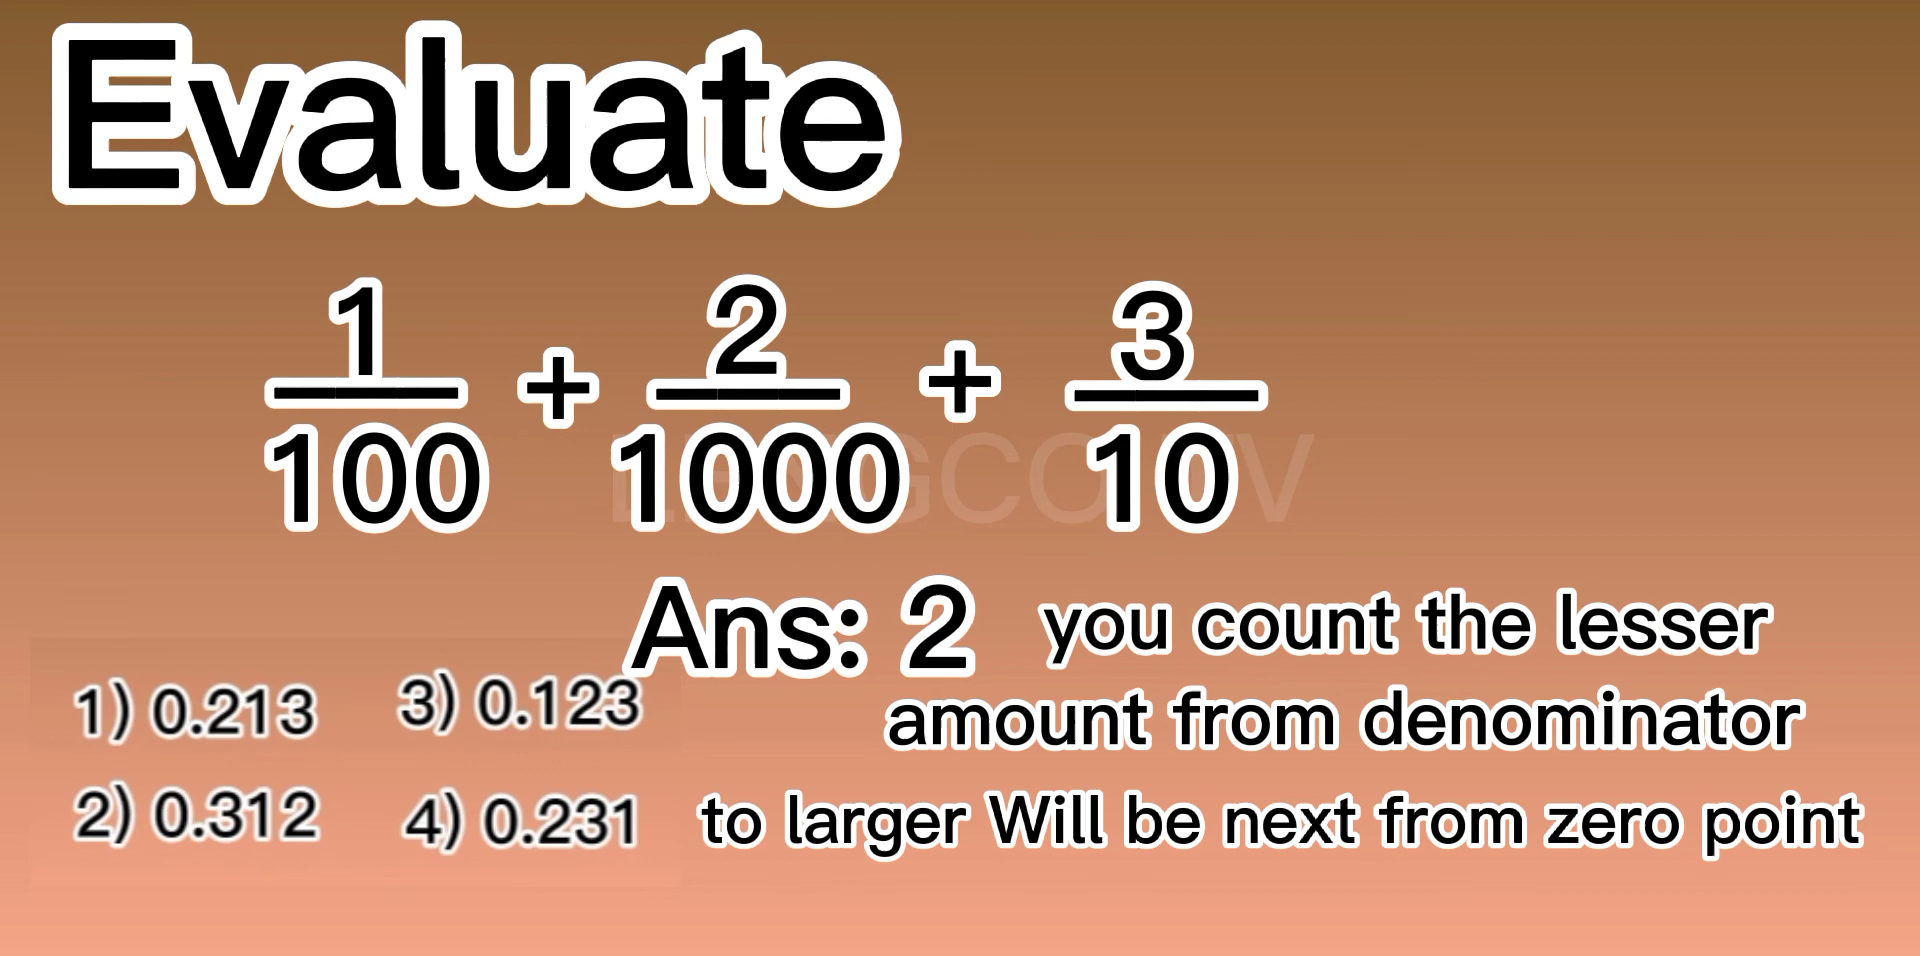 Evaluate
1/100 + 2/1000 + 3/10
Ans: 2 you count the lesser
amount from denominator
to larger Will be next from zero point
1) 0.213 3) 0.123
2) 0.312 4) 0.231